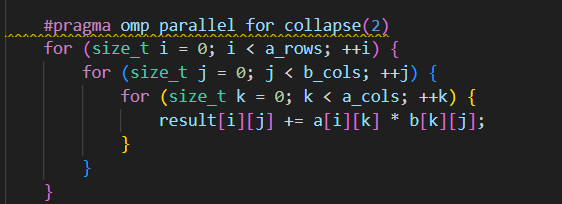 #pragma omp parallel for collapse(2)
for (size_t i = 0; i < a_rows; ++i) {
    for (size_t j = 0; j < b_cols; ++j) {
        for (size_t k = 0; k < a_cols; ++k) {
            result[i][j] += a[i][k] * b[k][j];
        }
    }
}